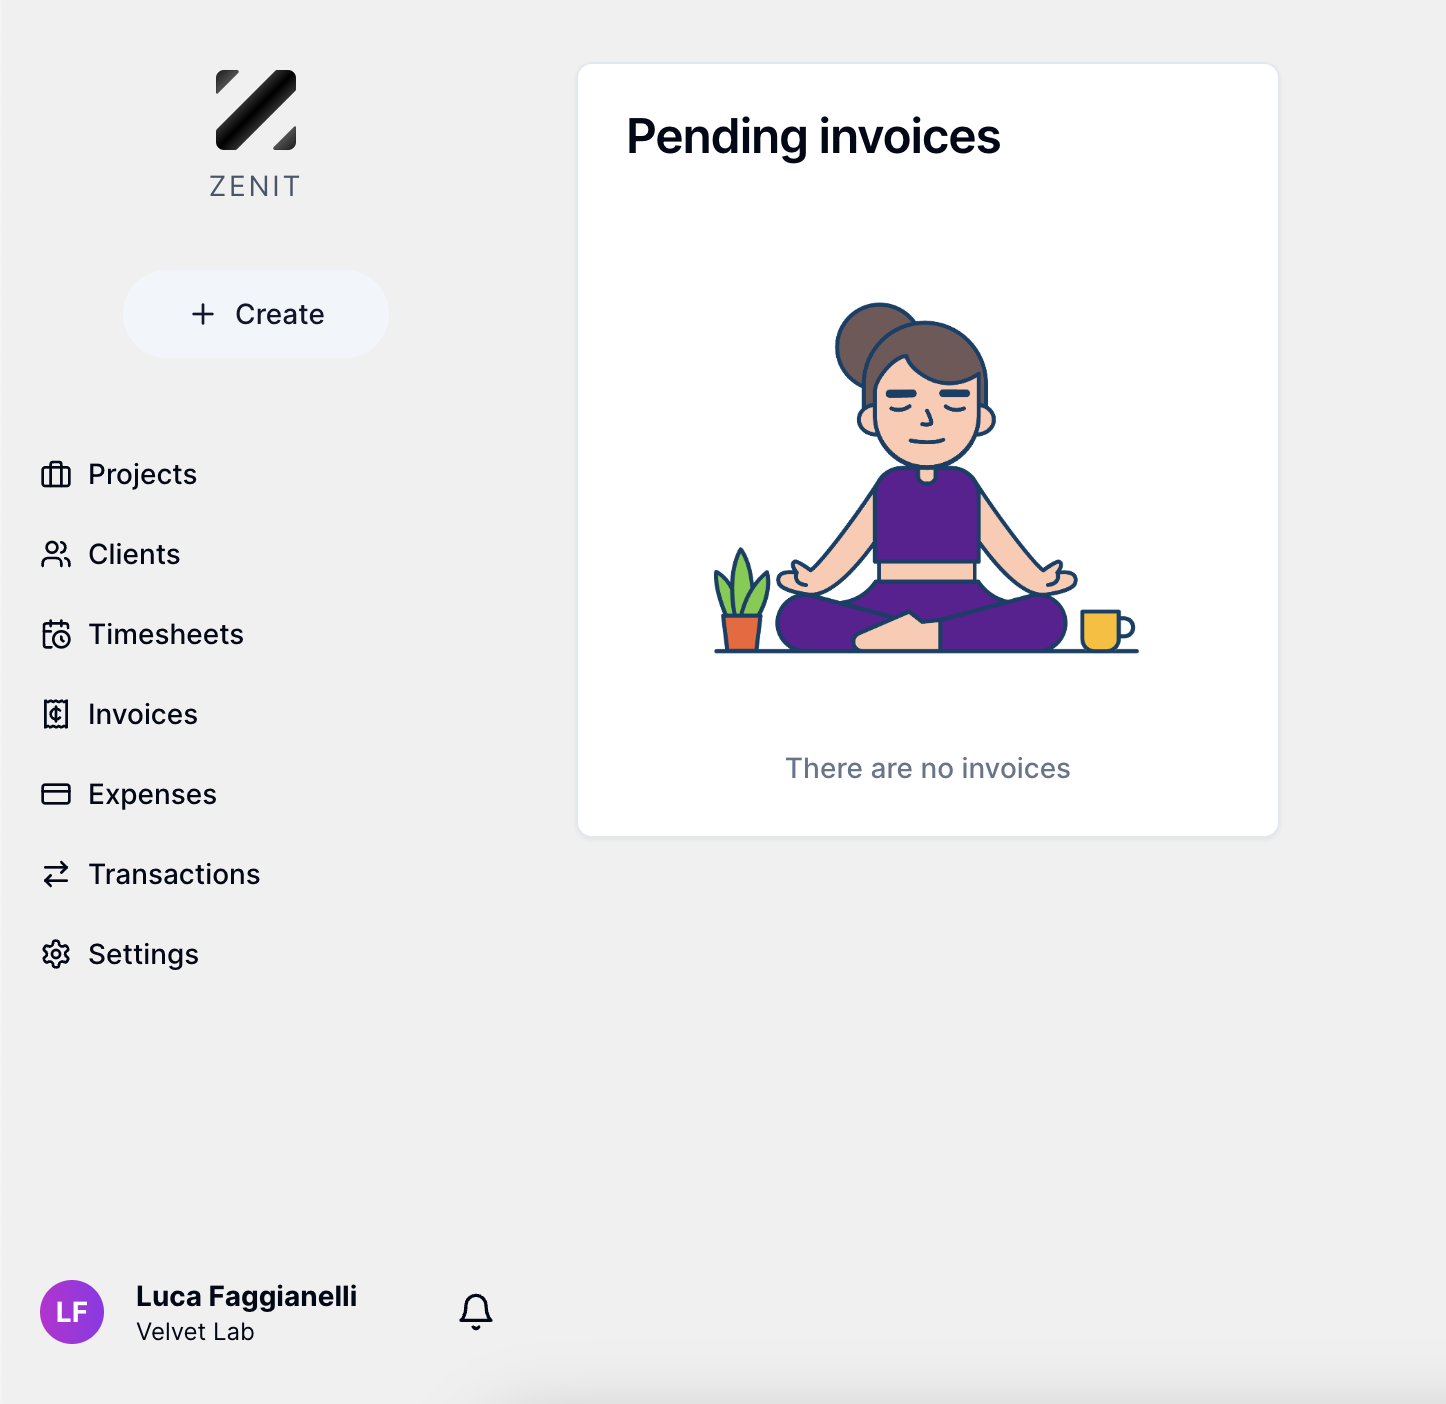 ZENIT
Create
Projects
Clients
Timesheets
Invoices
Expenses
Transactions
Settings
LF
Luca Faggianelli
Velvet Lab
Pending invoices
There are no invoices